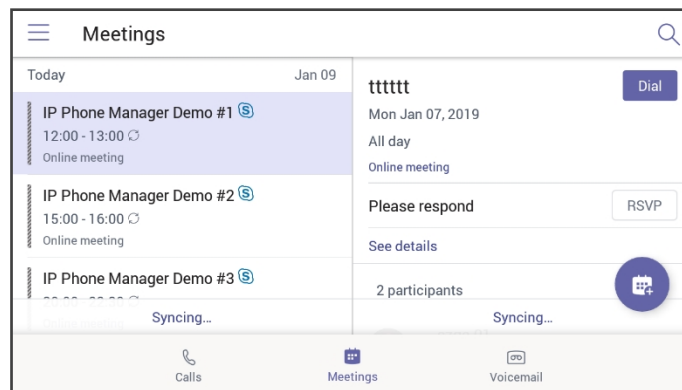 Meetings
Today Jan 09
IP Phone Manager Demo #1
12:00 - 13:00
Online meeting
IP Phone Manager Demo #2
15:00 - 16:00
Online meeting
IP Phone Manager Demo #3
Syncing...
tttttt
Dial
Mon Jan 07, 2019
All day
Online meeting
Please respond
RSVP
See details
2 participants
Syncing...
Calls
Meetings
Voicemail